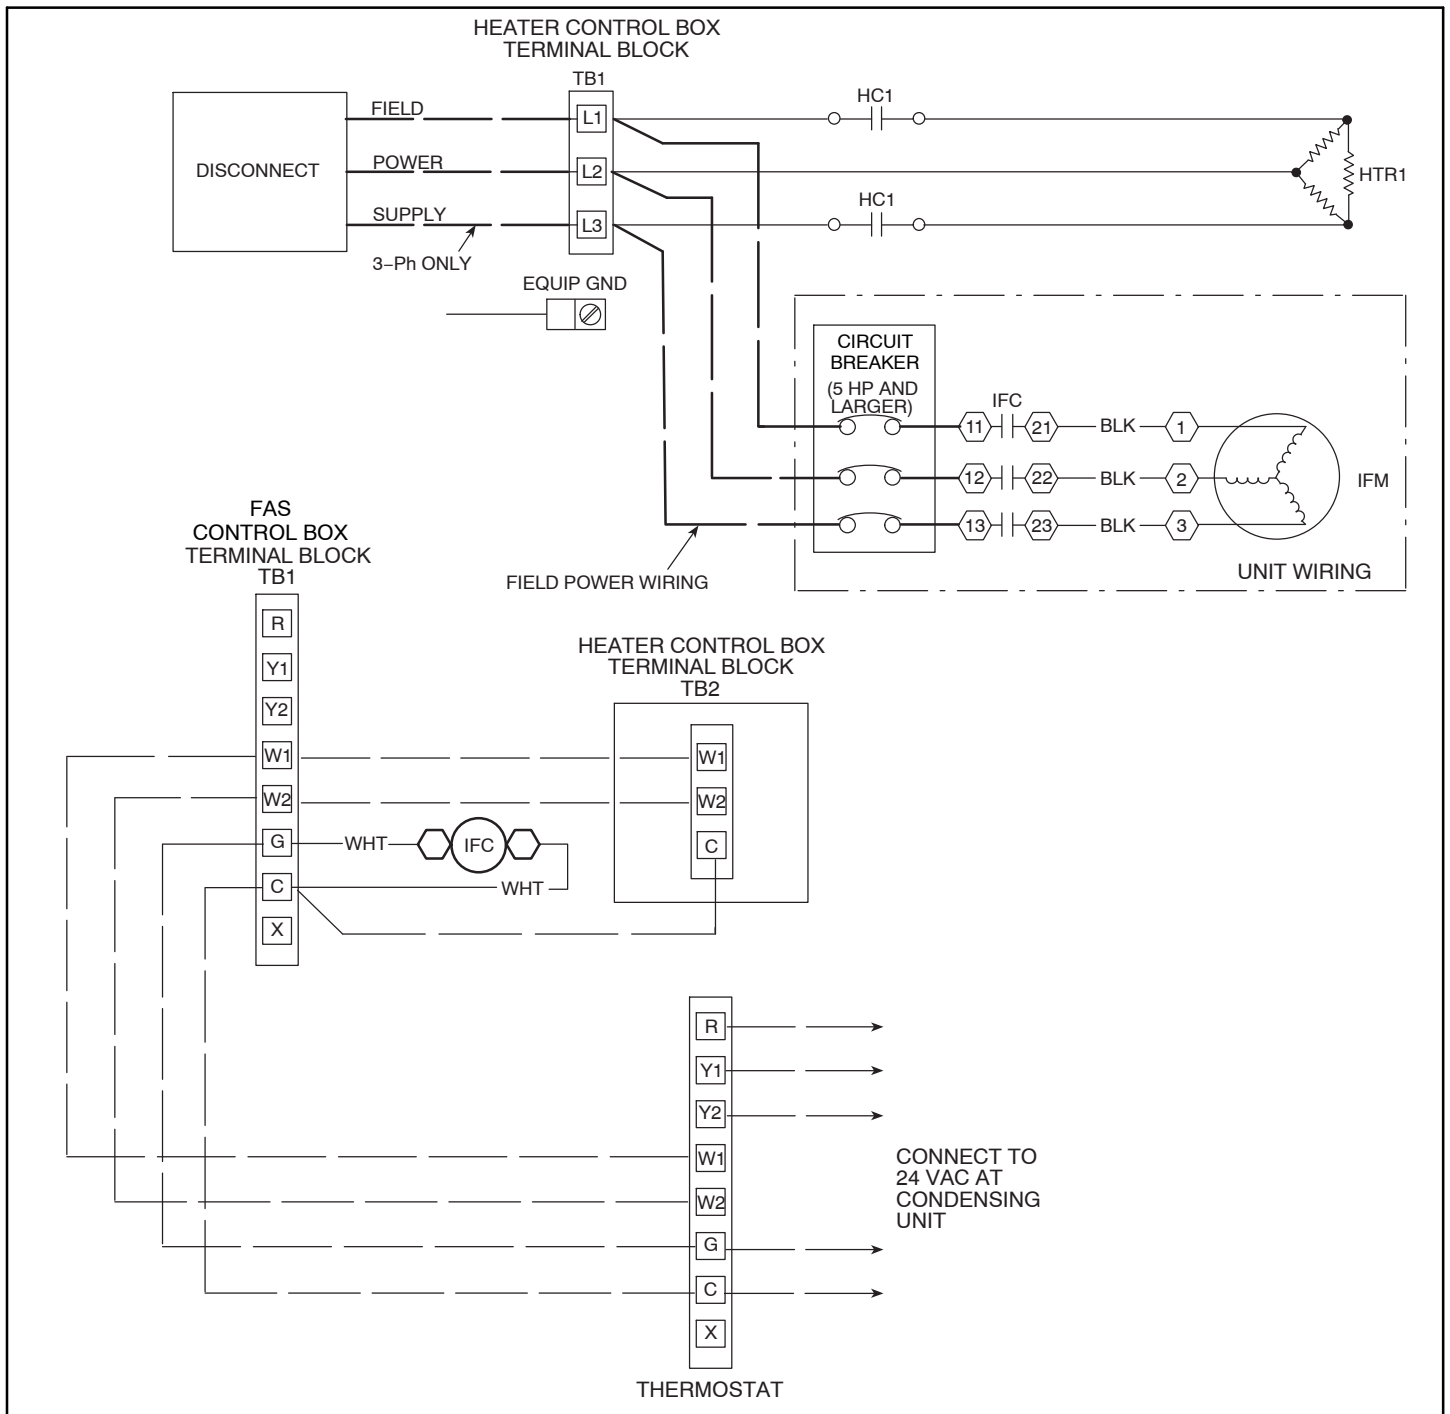 HEATER CONTROL BOX
TERMINAL BLOCK
TB1
DISCONNECT
FIELD
POWER
SUPPLY
3–Ph ONLY
L1
L2
L3
HC1
HC1
HTR1
EQUIP GND
CIRCUIT
BREAKER
(5 HP AND
LARGER)
IFC
11
21
BLK
1
12
22
BLK
2
13
23
BLK
3
IFM
UNIT WIRING
FIELD POWER WIRING
FAS
CONTROL BOX
TERMINAL BLOCK
TB1
R
Y1
Y2
W1
W2
G
C
X
WHT
IFC
WHT
HEATER CONTROL BOX
TERMINAL BLOCK
TB2
W1
W2
C
R
Y1
Y2
W1
W2
G
C
X
THERMOSTAT
CONNECT TO
24 VAC AT
CONDENSING
UNIT